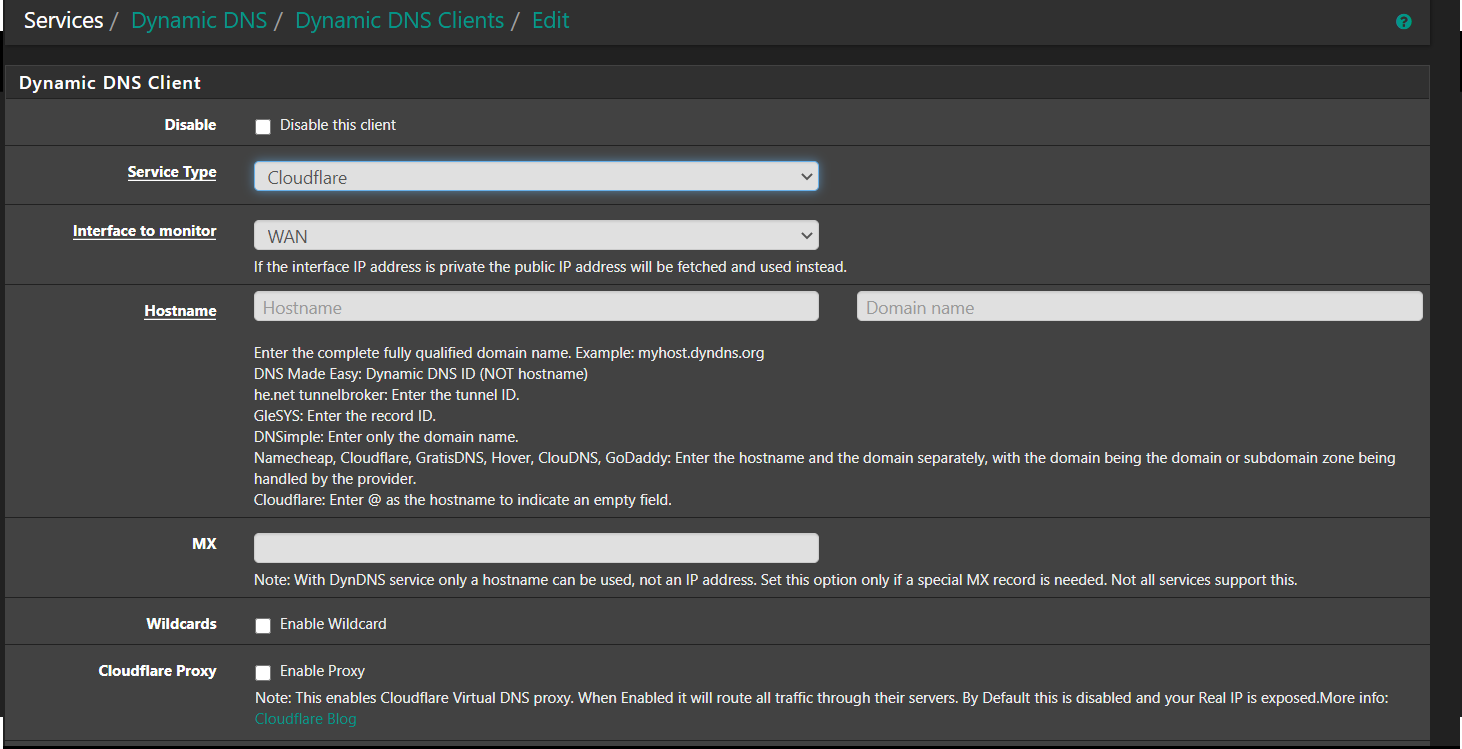 Services / Dynamic DNS / Dynamic DNS Clients / Edit
Dynamic DNS Client
Disable Disable this client
Service Type Cloudflare
Interface to monitor WAN
If the interface IP address is private the public IP address will be fetched and used instead.
Hostname Hostname Domain name
Enter the complete fully qualified domain name. Example: myhost.dyndns.org
DNS Made Easy: Dynamic DNS ID (NOT hostname)
he.net tunnelbroker: Enter the tunnel ID.
GleSYS: Enter the record ID.
DNSimple: Enter only the domain name.
Namecheap, Cloudflare, GratisDNS, Hover, ClouDNS, GoDaddy: Enter the hostname and the domain separately, with the domain being the domain or subdomain zone being
handled by the provider.
Cloudflare: Enter @ as the hostname to indicate an empty field.
MX
Note: With DynDNS service only a hostname can be used, not an IP address. Set this option only if a special MX record is needed. Not all services support this.
Wildcards Enable Wildcard
Cloudflare Proxy Enable Proxy
Note: This enables Cloudflare Virtual DNS proxy. When Enabled it will route all traffic through their servers. By Default this is disabled and your Real IP is exposed.More info:
Cloudflare Blog